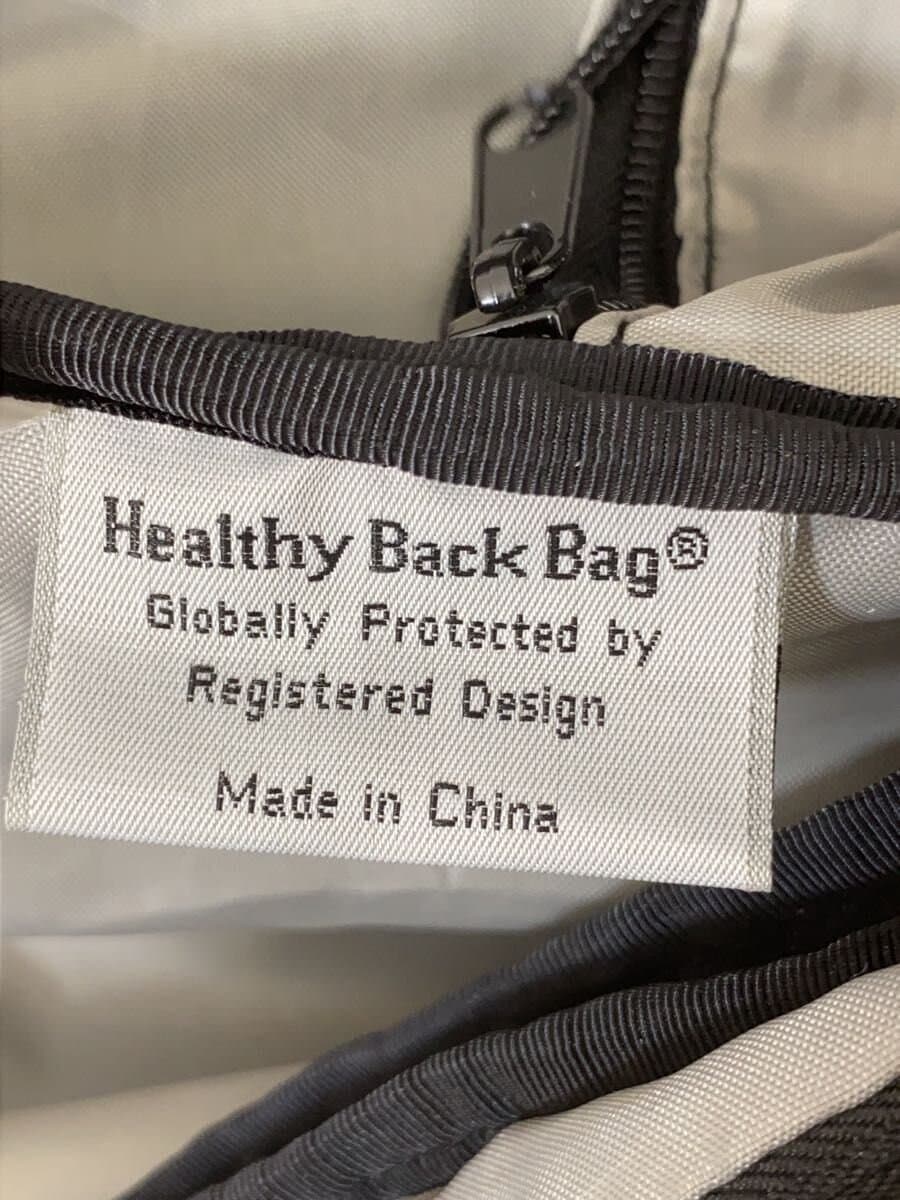 Healthy Back Bag®
Globally Protected by
Registered Design
Made in China